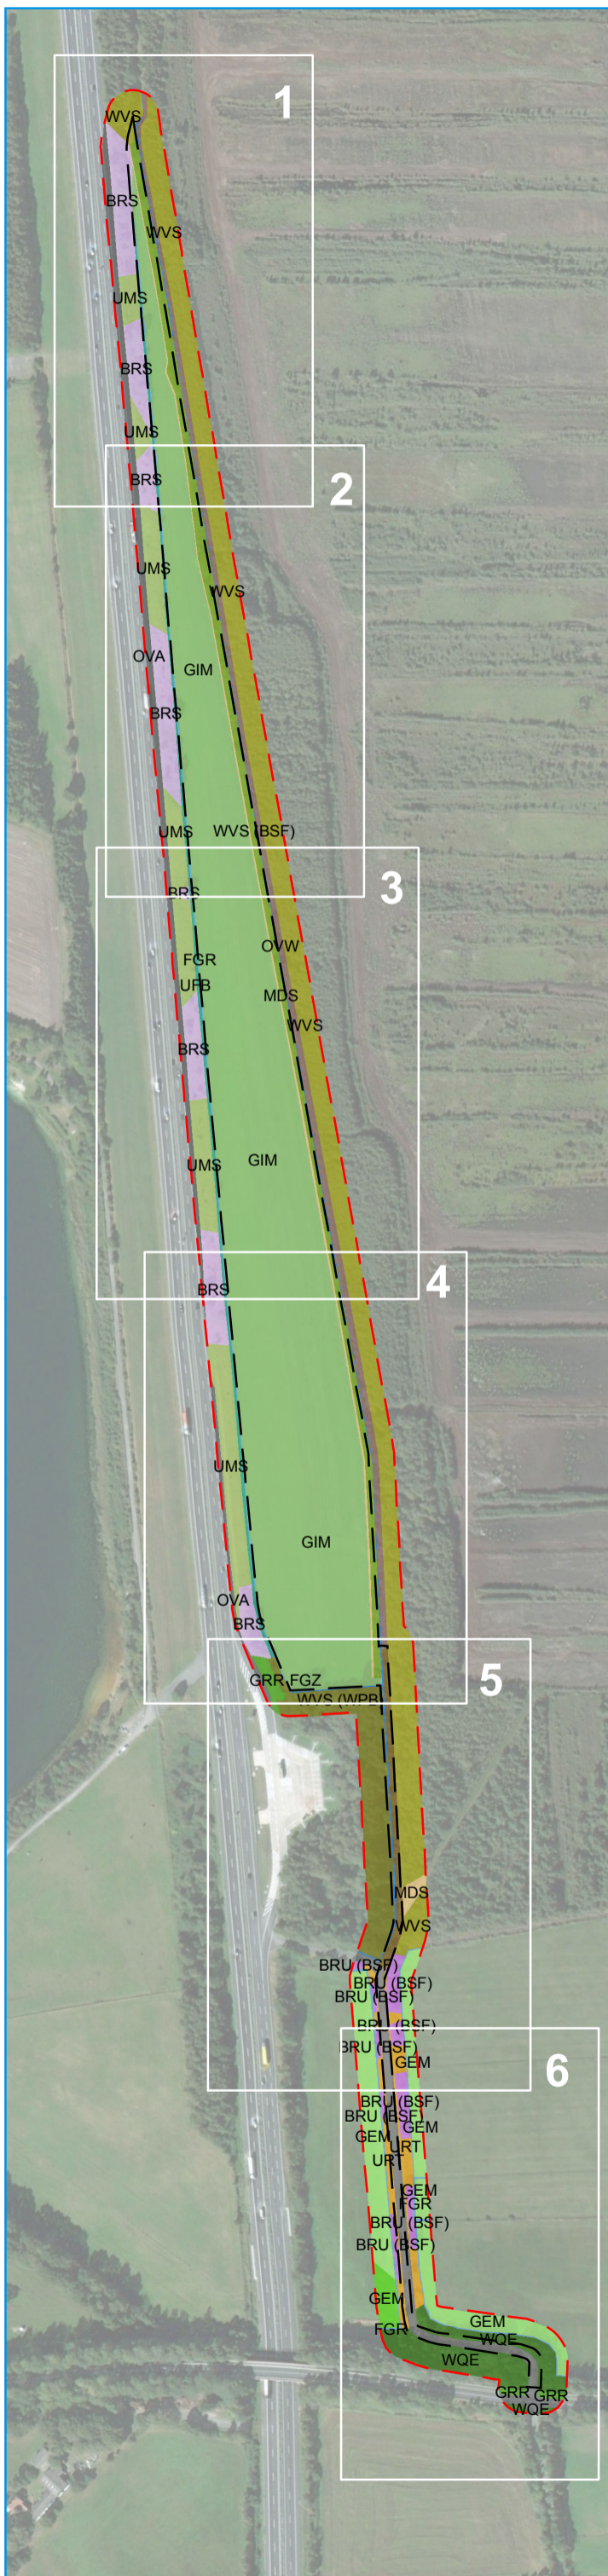 1
WVS
BRS
WVS
UMS
BRS
UMS
BRS
2
UMS
WVS
OVA
GIM
BRS
UMS
WVS (BSF)
3
BRS
OVW
FGR
UFB
MDS
WVS
BRS
GIM
UMS
4
BRS
UMS
GIM
OVA
BRS
5
GRR FGZ
WVS (WPB
MDS
WVS
BRU (BSF)
BRU (BSF)
BRU (BSF)
BRU (BSF)
BRU (BSF)
GEM
6
BRU (BSF)
BRU (BSF)
GEM
GEM
URT
URT
GEM
FGR
BRU (BSF)
BRU (BSF)
GEM
GEM
FGR
WQE
WQE
GRR
GRR
WQE